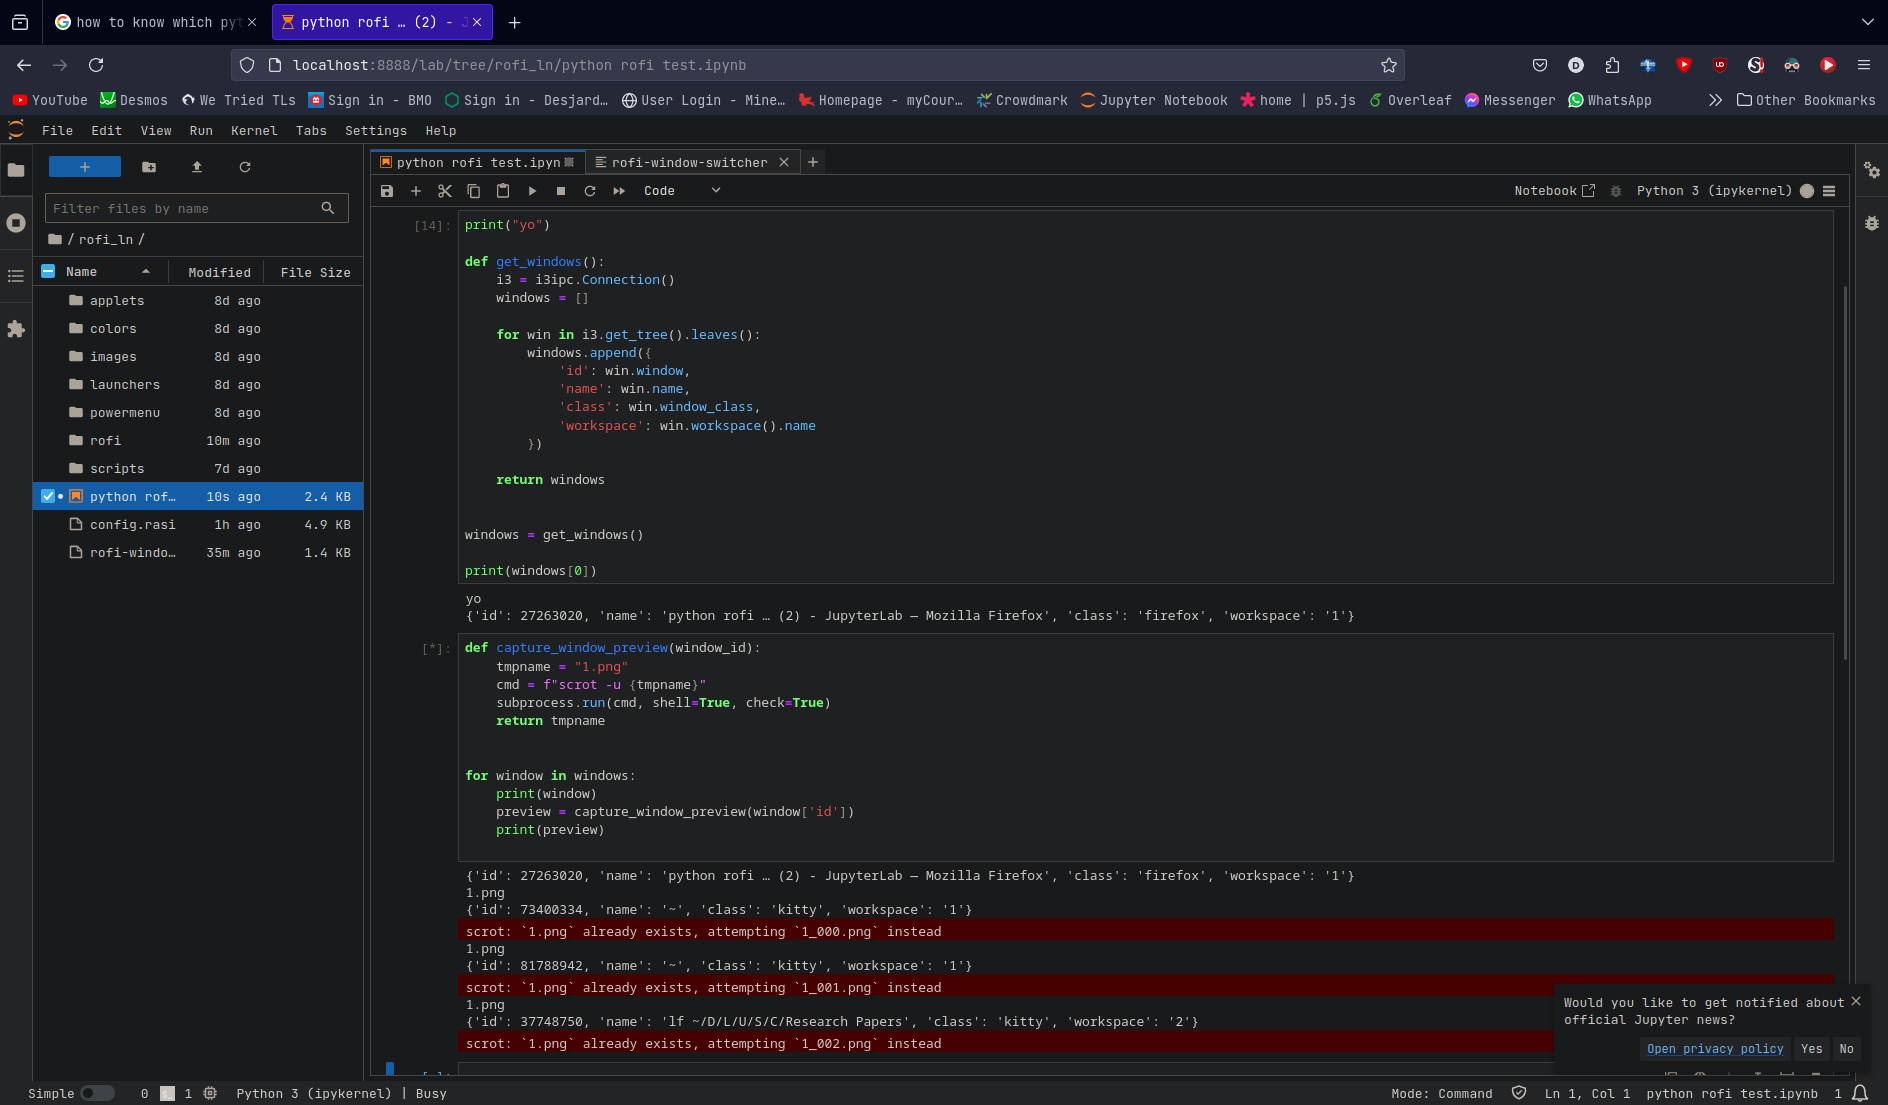 how to know which pyt
python rofi … (2) - J
localhost:8888/lab/tree/rofi_ln/python rofi test.ipynb
YouTube Desmos We Tried TLs Sign in - BMO Sign in - Desjard… User Login - Mine… Homepage - myCour… Crowdmark Jupyter Notebook home | p5.js Overleaf Messenger WhatsApp Other Bookmarks
File Edit View Run Kernel Tabs Settings Help
python rofi test.ipyn
rofi-window-switcher
Code
Notebook
Python 3 (ipykernel)
Filter files by name
/ rofi_ln /
Name Modified File Size
applets 8d ago
colors 8d ago
images 8d ago
launchers 8d ago
powermenu 8d ago
rofi 10m ago
scripts 7d ago
python rof… 10s ago 2.4 KB
config.rasi 1h ago 4.9 KB
rofi-windo… 35m ago 1.4 KB
[14]:
print("yo")
def get_windows():
i3 = i3ipc.Connection()
windows = []
for win in i3.get_tree().leaves():
windows.append({
'id': win.window,
'name': win.name,
'class': win.window_class,
'workspace': win.workspace().name
})
return windows
windows = get_windows()
print(windows[0])
yo
{'id': 27263020, 'name': 'python rofi … (2) - JupyterLab — Mozilla Firefox', 'class': 'firefox', 'workspace': '1'}
[*]:
def capture_window_preview(window_id):
tmpname = "1.png"
cmd = f"scrot -u {tmpname}"
subprocess.run(cmd, shell=True, check=True)
return tmpname
for window in windows:
print(window)
preview = capture_window_preview(window['id'])
print(preview)
{'id': 27263020, 'name': 'python rofi … (2) - JupyterLab — Mozilla Firefox', 'class': 'firefox', 'workspace': '1'}
1.png
{'id': 73400334, 'name': '~', 'class': 'kitty', 'workspace': '1'}
scrot: `1.png` already exists, attempting `1_000.png` instead
1.png
{'id': 81788942, 'name': '~', 'class': 'kitty', 'workspace': '1'}
scrot: `1.png` already exists, attempting `1_001.png` instead
1.png
{'id': 37748750, 'name': 'lf ~/D/L/U/S/C/Research Papers', 'class': 'kitty', 'workspace': '2'}
scrot: `1.png` already exists, attempting `1_002.png` instead
Would you like to get notified about
official Jupyter news?
Open privacy policy Yes No
Simple 0 1 Python 3 (ipykernel) | Busy
Mode: Command Ln 1, Col 1 python rofi test.ipynb 1